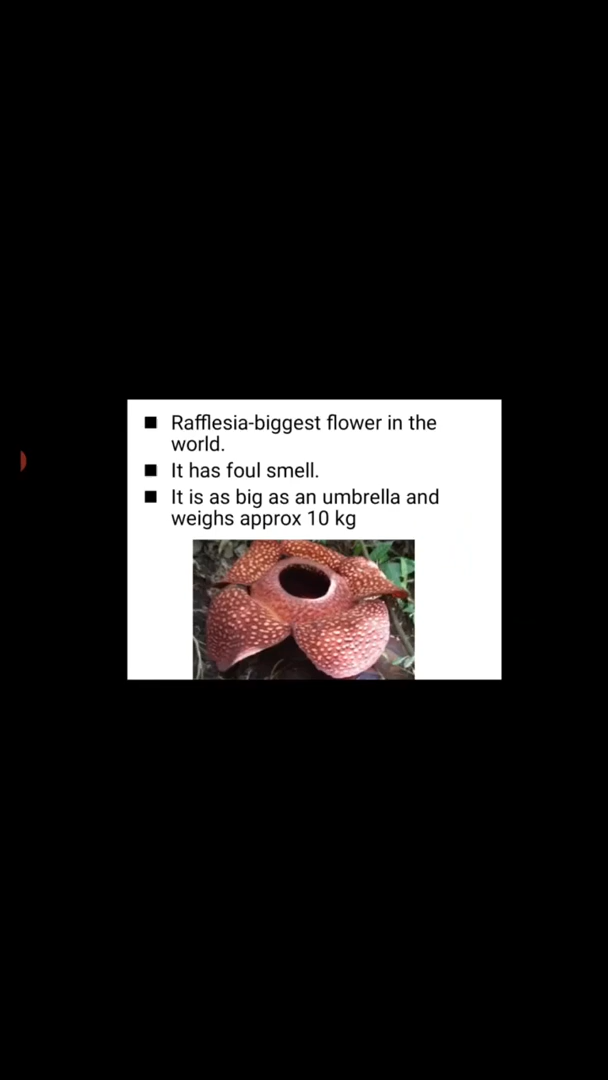 ■ Rafflesia-biggest flower in the
world.
■ It has foul smell.
■ It is as big as an umbrella and
weighs approx 10 kg